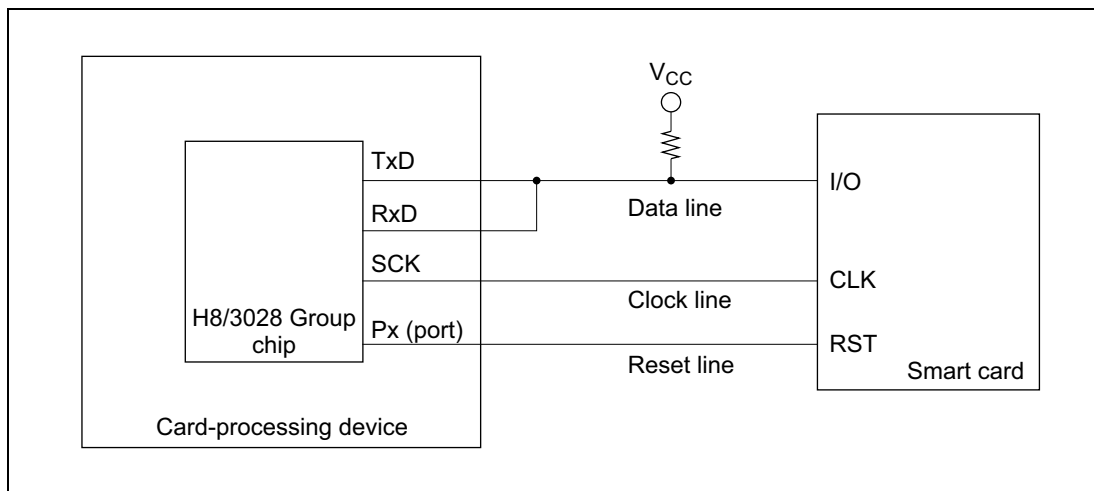 VCC
TxD
I/O
RxD
Data line
SCK
CLK
Clock line
H8/3028 Group
chip
Px (port)
RST
Reset line
Smart card
Card-processing device